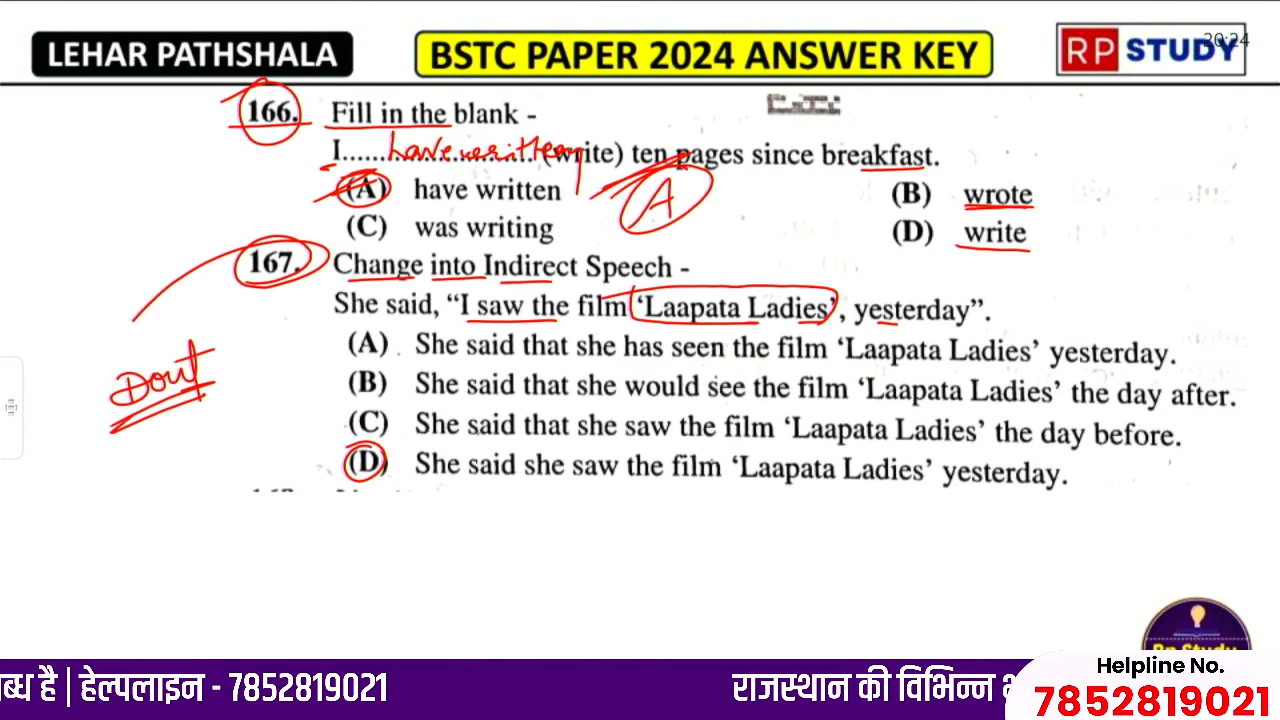 LEHAR PATHSHALA
BSTC PAPER 2024 ANSWER KEY
RP STUDY
20:24
166. Fill in the blank -
have written
I........................ (write) ten pages since breakfast.
(A) have written
A
(B) wrote
(C) was writing
(D) write
167. Change into Indirect Speech -
She said, “I saw the film ‘Laapata Ladies’, yesterday”.
(A) She said that she has seen the film ‘Laapata Ladies’ yesterday.
(B) She said that she would see the film ‘Laapata Ladies’ the day after.
Dout
(C) She said that she saw the film ‘Laapata Ladies’ the day before.
(D) She said she saw the film ‘Laapata Ladies’ yesterday.
Rp Study
Helpline No.
7852819021
है | हेल्पलाइन - 7852819021
राजस्थान की विभिन्न